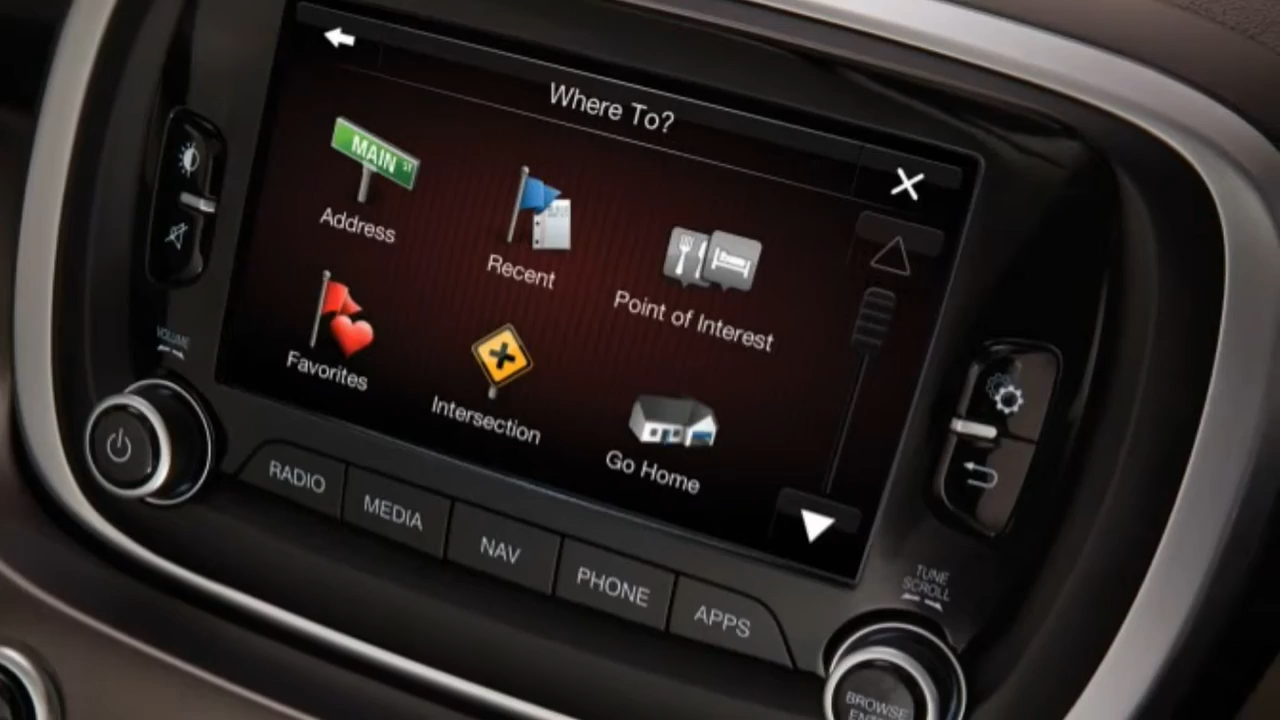 Where To?
MAIN ST
Address
Recent
Point of Interest
Favorites
Intersection
Go Home
VOLUME
RADIO
MEDIA
NAV
PHONE
APPS
TUNE
SCROLL
BROWSE